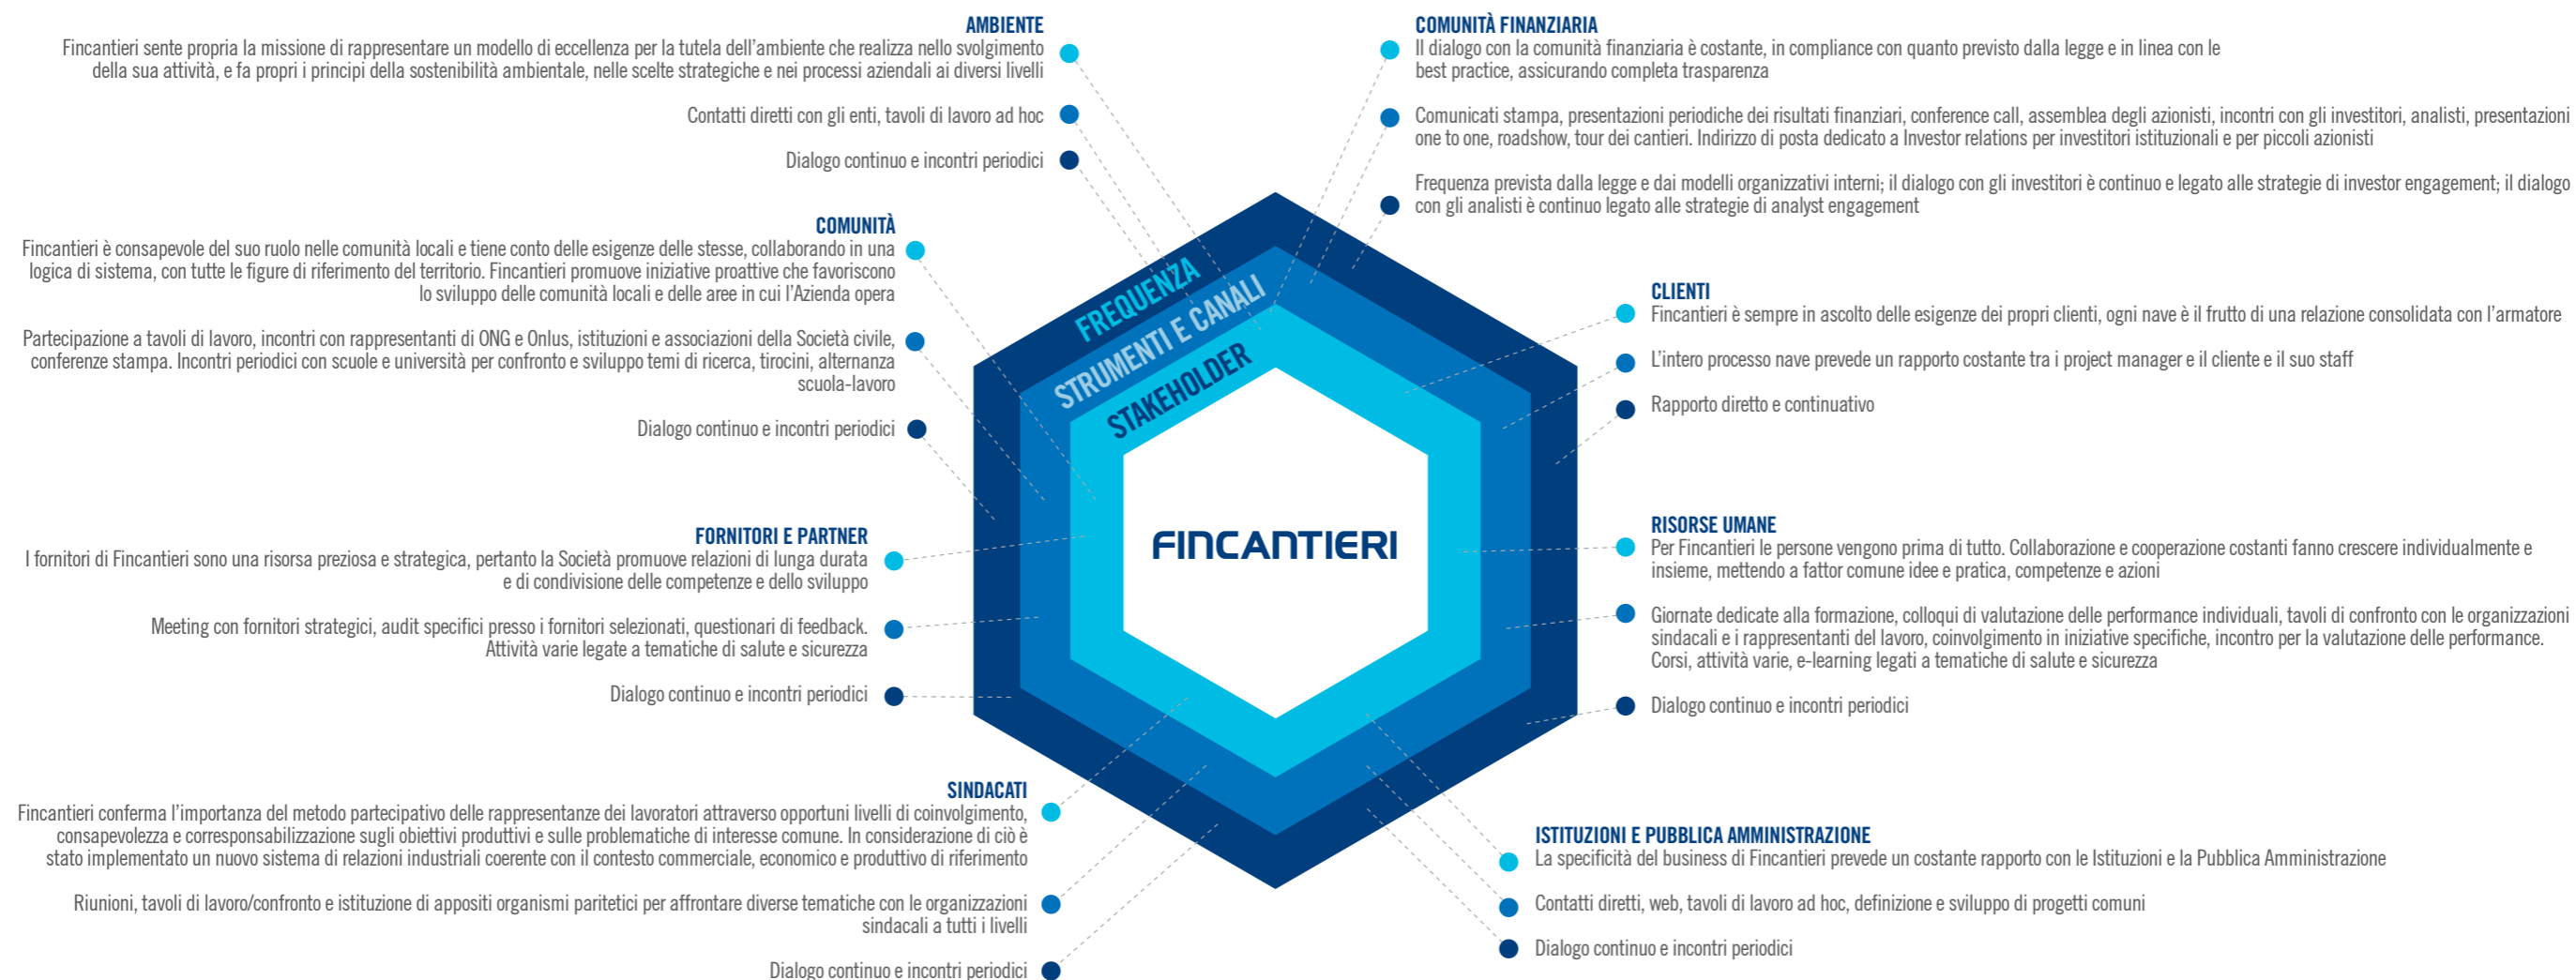 AMBIENTE
Fincantieri sente propria la missione di rappresentare un modello di eccellenza per la tutela dell'ambiente che realizza nello svolgimento
della sua attività, e fa propri i principi della sostenibilità ambientale, nelle scelte strategiche e nei processi aziendali ai diversi livelli
Contatti diretti con gli enti, tavoli di lavoro ad hoc
Dialogo continuo e incontri periodici
COMUNITÀ
Fincantieri è consapevole del suo ruolo nelle comunità locali e tiene conto delle esigenze delle stesse, collaborando in una
logica di sistema, con tutte le figure di riferimento del territorio. Fincantieri promuove iniziative proattive che favoriscono
lo sviluppo delle comunità locali e delle aree in cui l'Azienda opera
Partecipazione a tavoli di lavoro, incontri con rappresentanti di ONG e Onlus, istituzioni e associazioni della Società civile,
conferenze stampa. Incontri periodici con scuole e università per confronto e sviluppo temi di ricerca, tirocini, alternanza
scuola-lavoro
Dialogo continuo e incontri periodici
FORNITORI E PARTNER
I fornitori di Fincantieri sono una risorsa preziosa e strategica, pertanto la Società promuove relazioni di lunga durata
e di condivisione delle competenze e dello sviluppo
Meeting con fornitori strategici, audit specifici presso i fornitori selezionati, questionari di feedback.
Attività varie legate a tematiche di salute e sicurezza
Dialogo continuo e incontri periodici
SINDACATI
Fincantieri conferma l'importanza del metodo partecipativo delle rappresentanze dei lavoratori attraverso opportuni livelli di coinvolgimento,
consapevolezza e corresponsabilizzazione sugli obiettivi produttivi e sulle problematiche di interesse comune. In considerazione di ciò è
stato implementato un nuovo sistema di relazioni industriali coerente con il contesto commerciale, economico e produttivo di riferimento
Riunioni, tavoli di lavoro/confronto e istituzione di appositi organismi paritetici per affrontare diverse tematiche con le organizzazioni
sindacali a tutti i livelli
Dialogo continuo e incontri periodici
FREQUENZA
STRUMENTI E CANALI
STAKEHOLDER
FINCANTIERI
COMUNITÀ FINANZIARIA
Il dialogo con la comunità finanziaria è costante, in compliance con quanto previsto dalla legge e in linea con le
best practice, assicurando completa trasparenza
Comunicati stampa, presentazioni periodiche dei risultati finanziari, conference call, assemblea degli azionisti, incontri con gli investitori, analisti, presentazioni
one to one, roadshow, tour dei cantieri. Indirizzo di posta dedicato a Investor relations per investitori istituzionali e per piccoli azionisti
Frequenza prevista dalla legge e dai modelli organizzativi interni; il dialogo con gli investitori è continuo e legato alle strategie di investor engagement; il dialogo
con gli analisti è continuo legato alle strategie di analyst engagement
CLIENTI
Fincantieri è sempre in ascolto delle esigenze dei propri clienti, ogni nave è il frutto di una relazione consolidata con l'armatore
L'intero processo nave prevede un rapporto costante tra i project manager e il cliente e il suo staff
Rapporto diretto e continuativo
RISORSE UMANE
Per Fincantieri le persone vengono prima di tutto. Collaborazione e cooperazione costanti fanno crescere individualmente e
insieme, mettendo a fattor comune idee e pratica, competenze e azioni
Giornate dedicate alla formazione, colloqui di valutazione delle performance individuali, tavoli di confronto con le organizzazioni
sindacali e i rappresentanti del lavoro, coinvolgimento in iniziative specifiche, incontro per la valutazione delle performance.
Corsi, attività varie, e-learning legati a tematiche di salute e sicurezza
Dialogo continuo e incontri periodici
ISTITUZIONI E PUBBLICA AMMINISTRAZIONE
La specificità del business di Fincantieri prevede un costante rapporto con le Istituzioni e la Pubblica Amministrazione
Contatti diretti, web, tavoli di lavoro ad hoc, definizione e sviluppo di progetti comuni
Dialogo continuo e incontri periodici